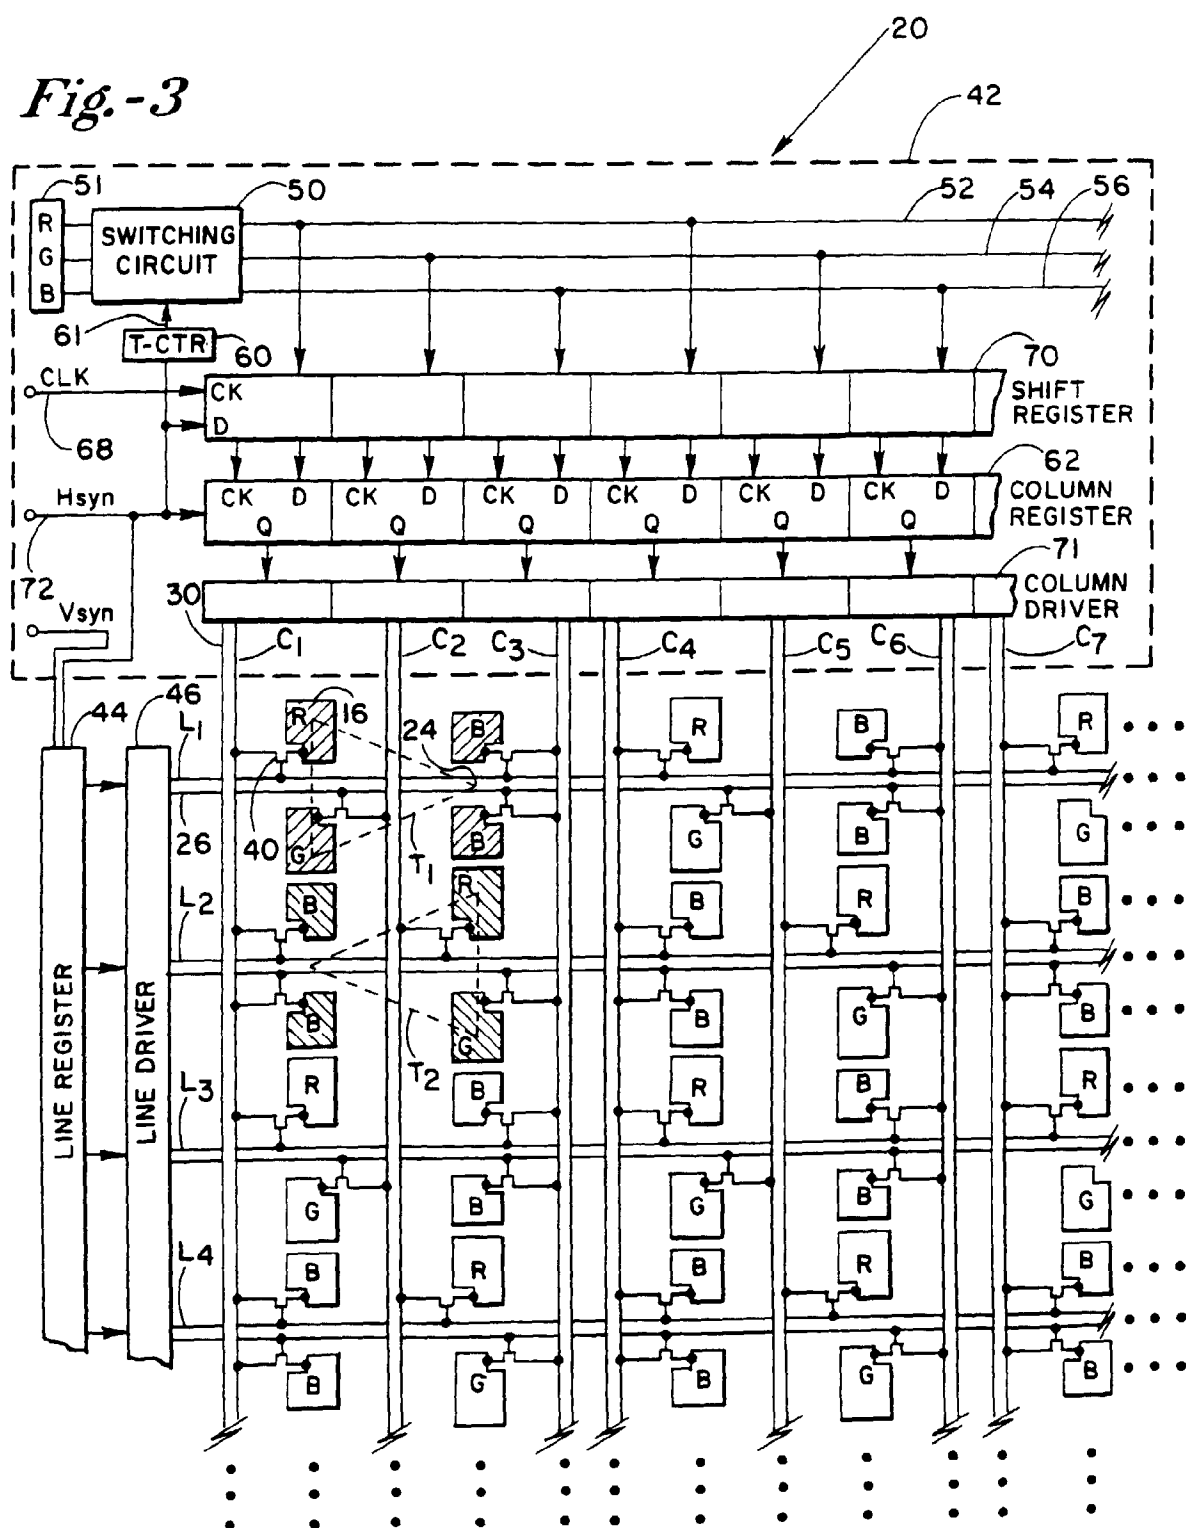 Fig.-3
20
42
51
50
52
54
56
R
G
B
SWITCHING
CIRCUIT
61
T-CTR
60
70
CLK
CK
D
SHIFT
REGISTER
68
62
Hsyn
CK D CK D CK D CK D CK D CK D
Q Q Q Q Q Q
COLUMN
REGISTER
72
71
COLUMN
DRIVER
Vsyn
30
C1 C2 C3 C4 C5 C6 C7
44
46
L1
R
16
24
B
R
B
R
26
40
G
T1
B
G
B
G
L2
B
R
B
R
B
LINE REGISTER
LINE DRIVER
B
G
T2
B
G
B
L3
R
B
R
B
R
G
B
G
B
G
L4
B
R
B
R
B
B
G
B
G
B